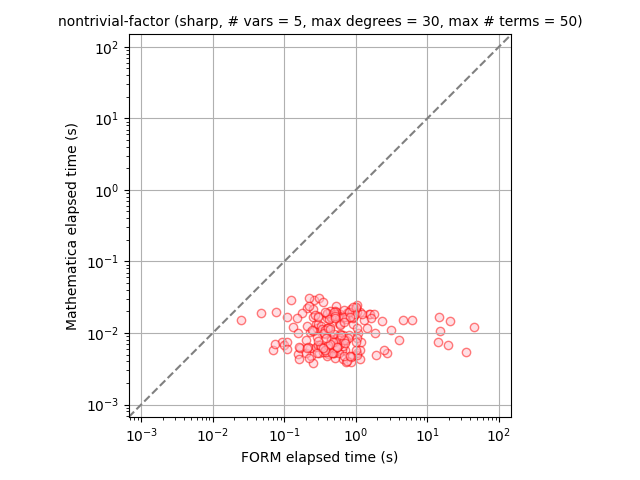 nontrivial-factor (sharp, # vars = 5, max degrees = 30, max # terms = 50)
Mathematica elapsed time (s)
10²
10¹
10⁰
10⁻¹
10⁻²
10⁻³
10⁻³ 10⁻² 10⁻¹ 10⁰ 10¹ 10²
FORM elapsed time (s)